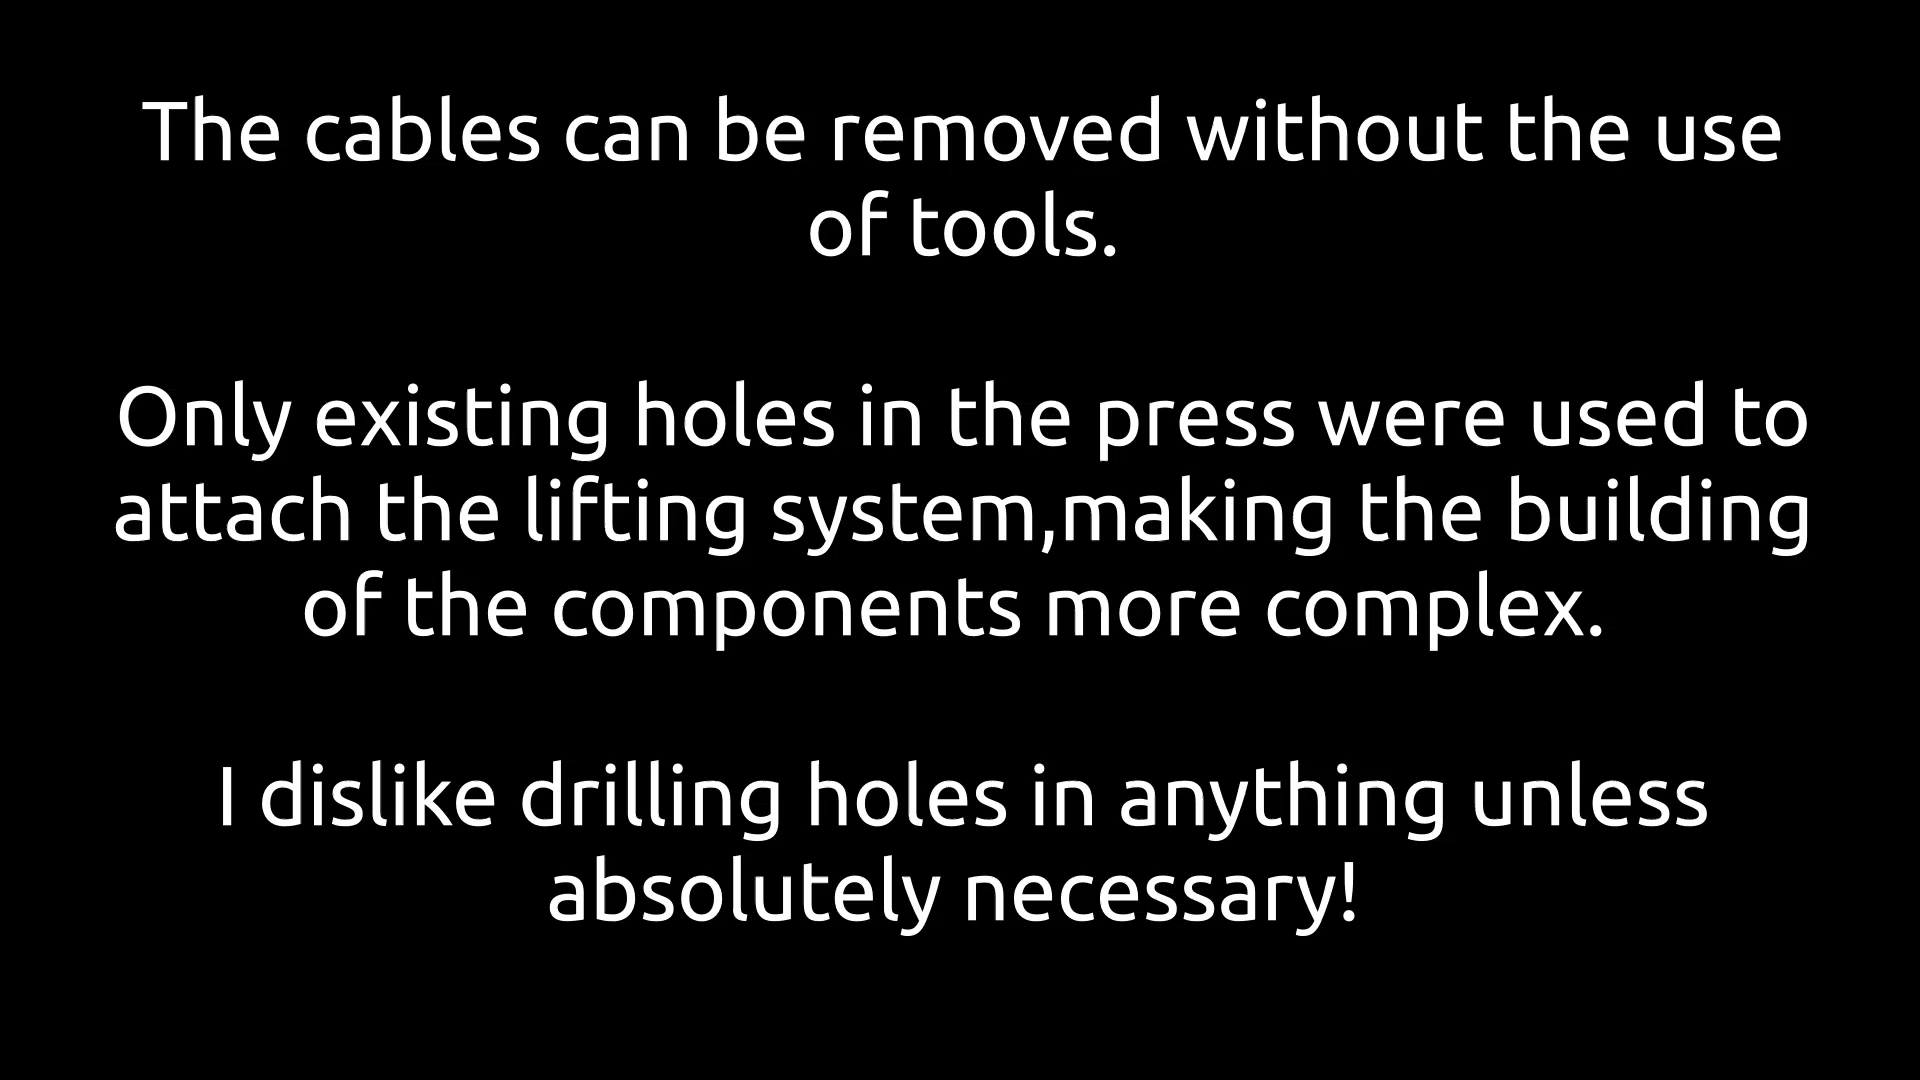 The cables can be removed without the use
of tools.
Only existing holes in the press were used to
attach the lifting system,making the building
of the components more complex.
I dislike drilling holes in anything unless
absolutely necessary!